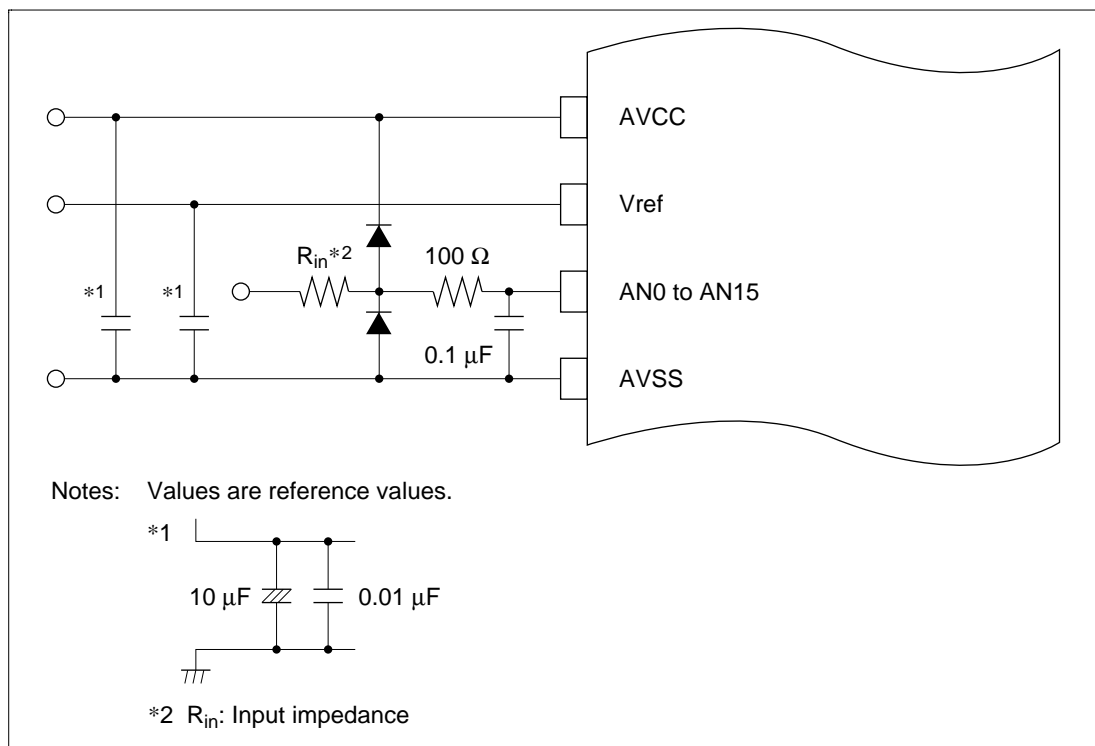 AVCC
Vref
Rin*2
100 Ω
*1
*1
AN0 to AN15
0.1 μF
AVSS
Notes: Values are reference values.
*1
10 μF
0.01 μF
*2 Rin: Input impedance